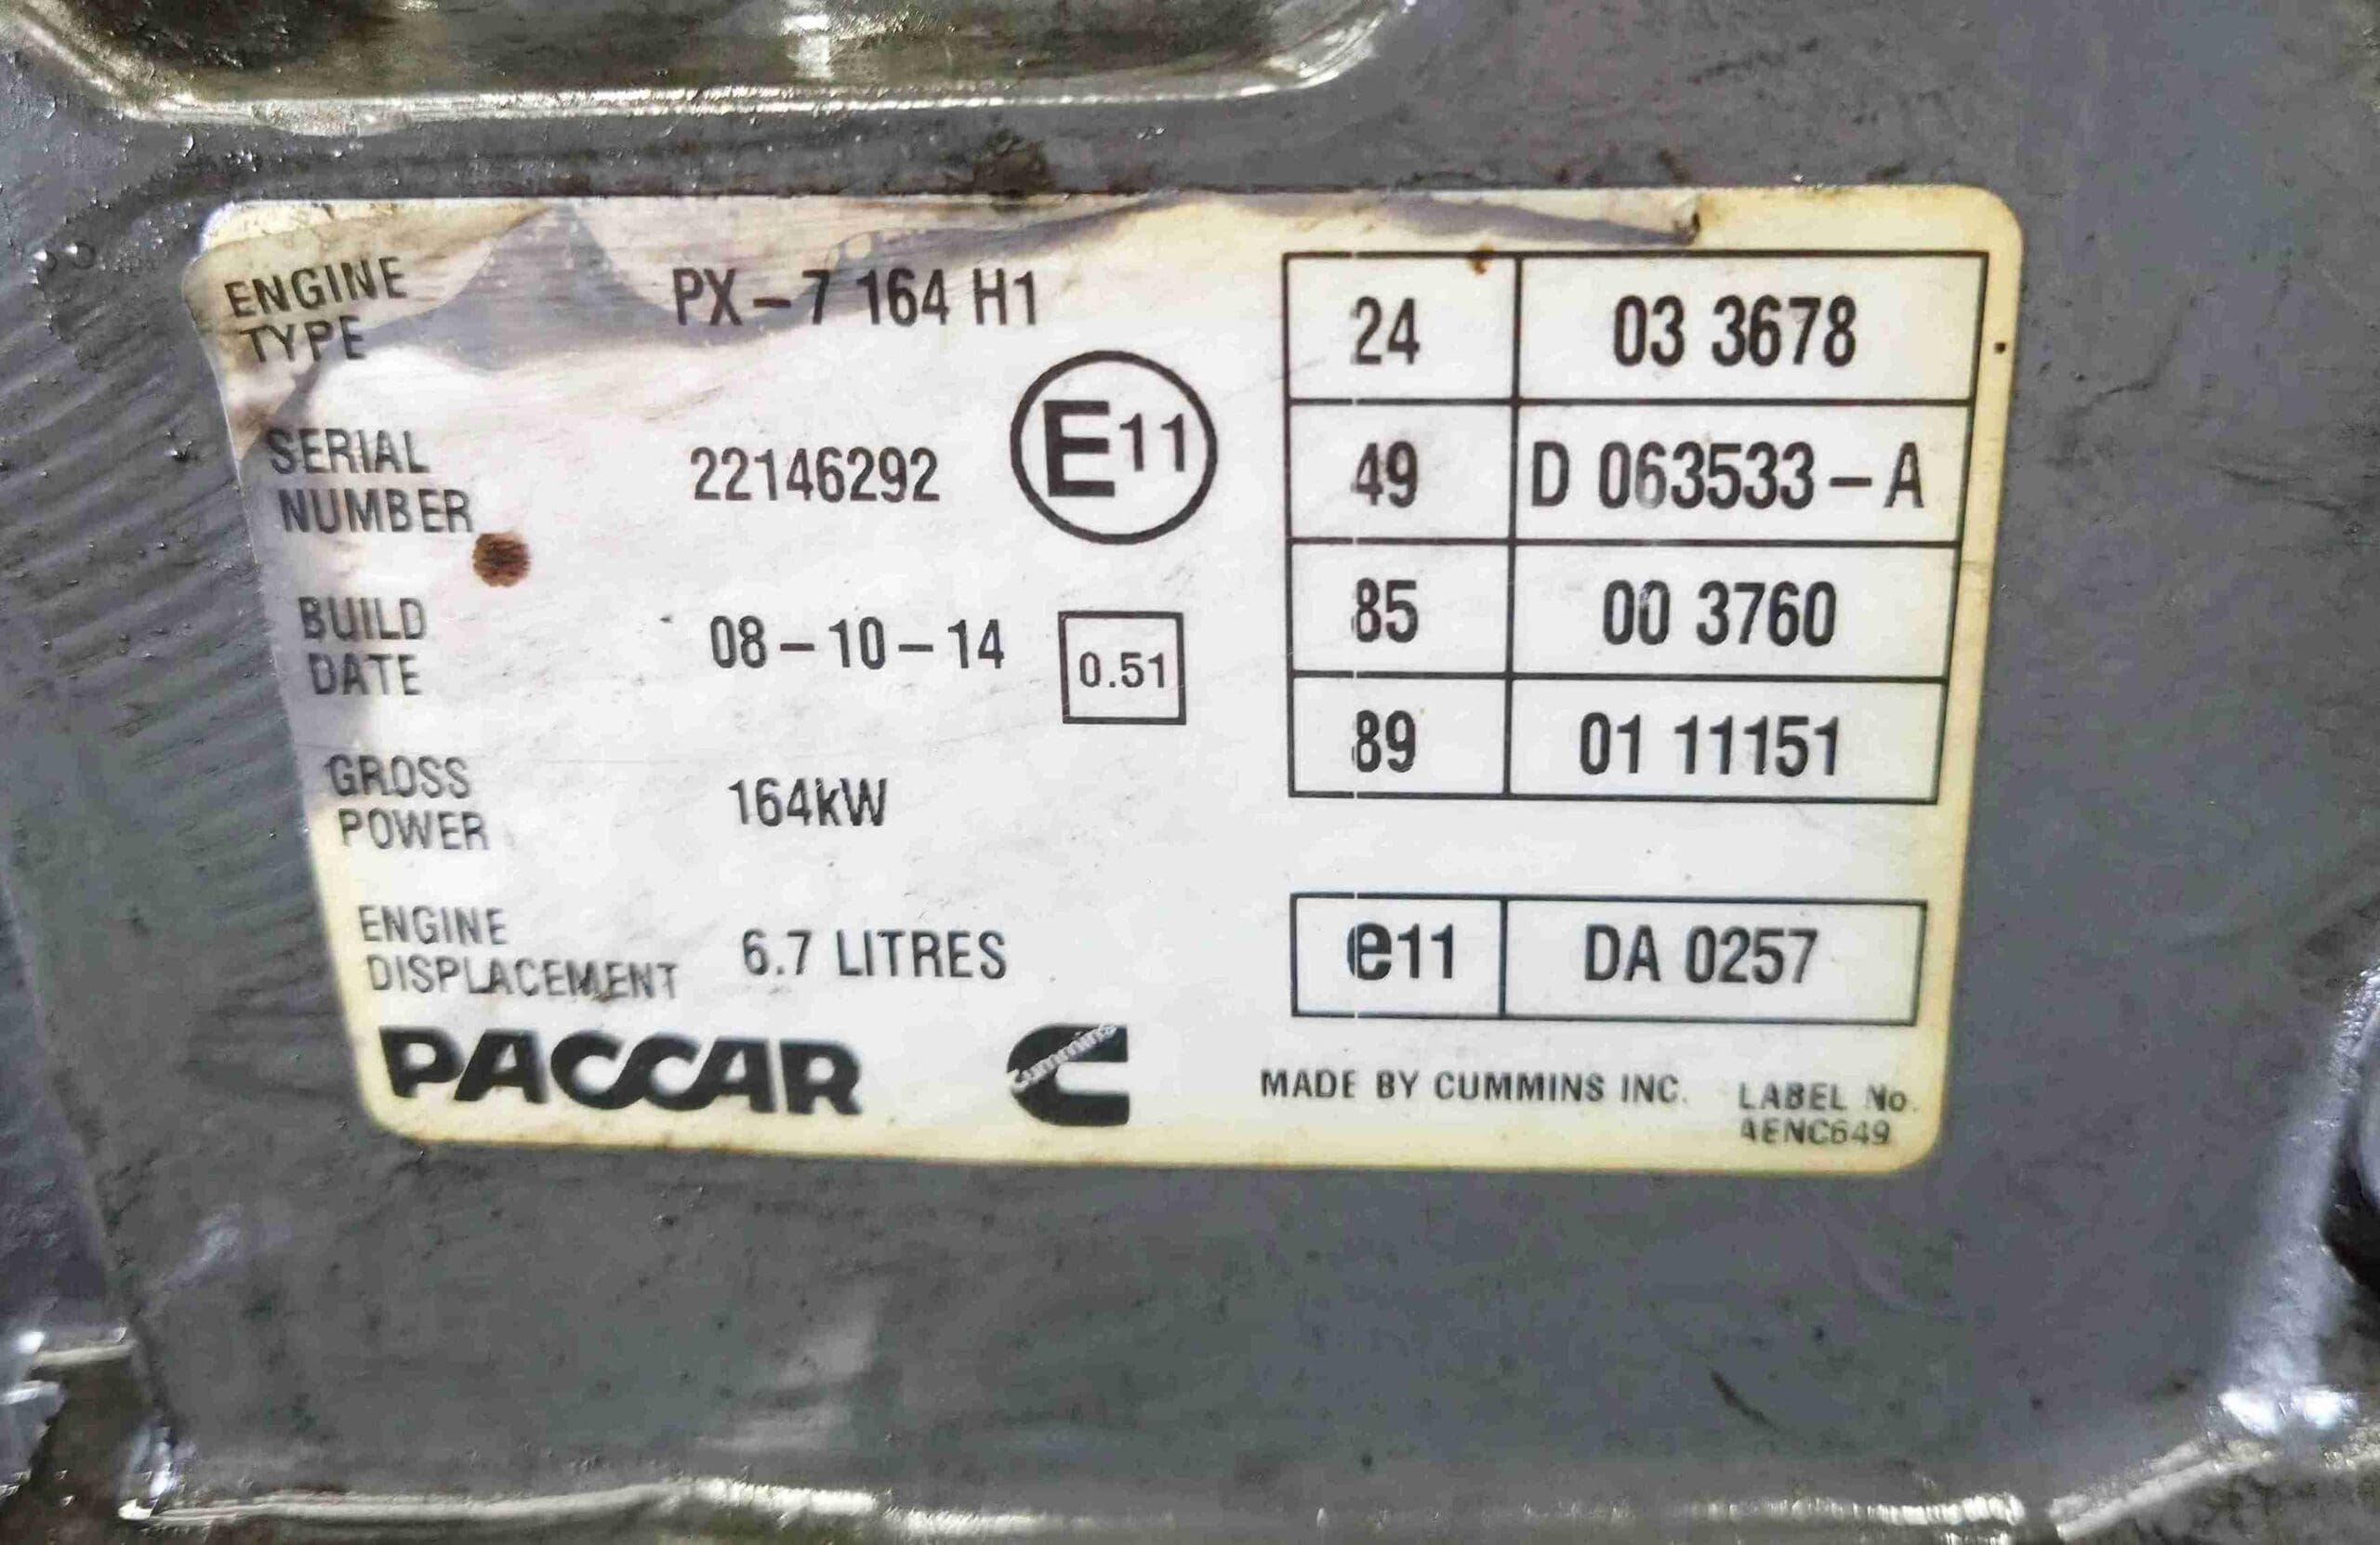 ENGINE
TYPE
PX-7 164 H1
SERIAL
NUMBER
22146292
E11
BUILD
DATE
08-10-14
0.51
GROSS
POWER
164kW
ENGINE
DISPLACEMENT
6.7 LITRES
PACCAR
cummins
24 03 3678
49 D 063533-A
85 00 3760
89 01 11151
e11 DA 0257
MADE BY CUMMINS INC.
LABEL No.
4ENC649